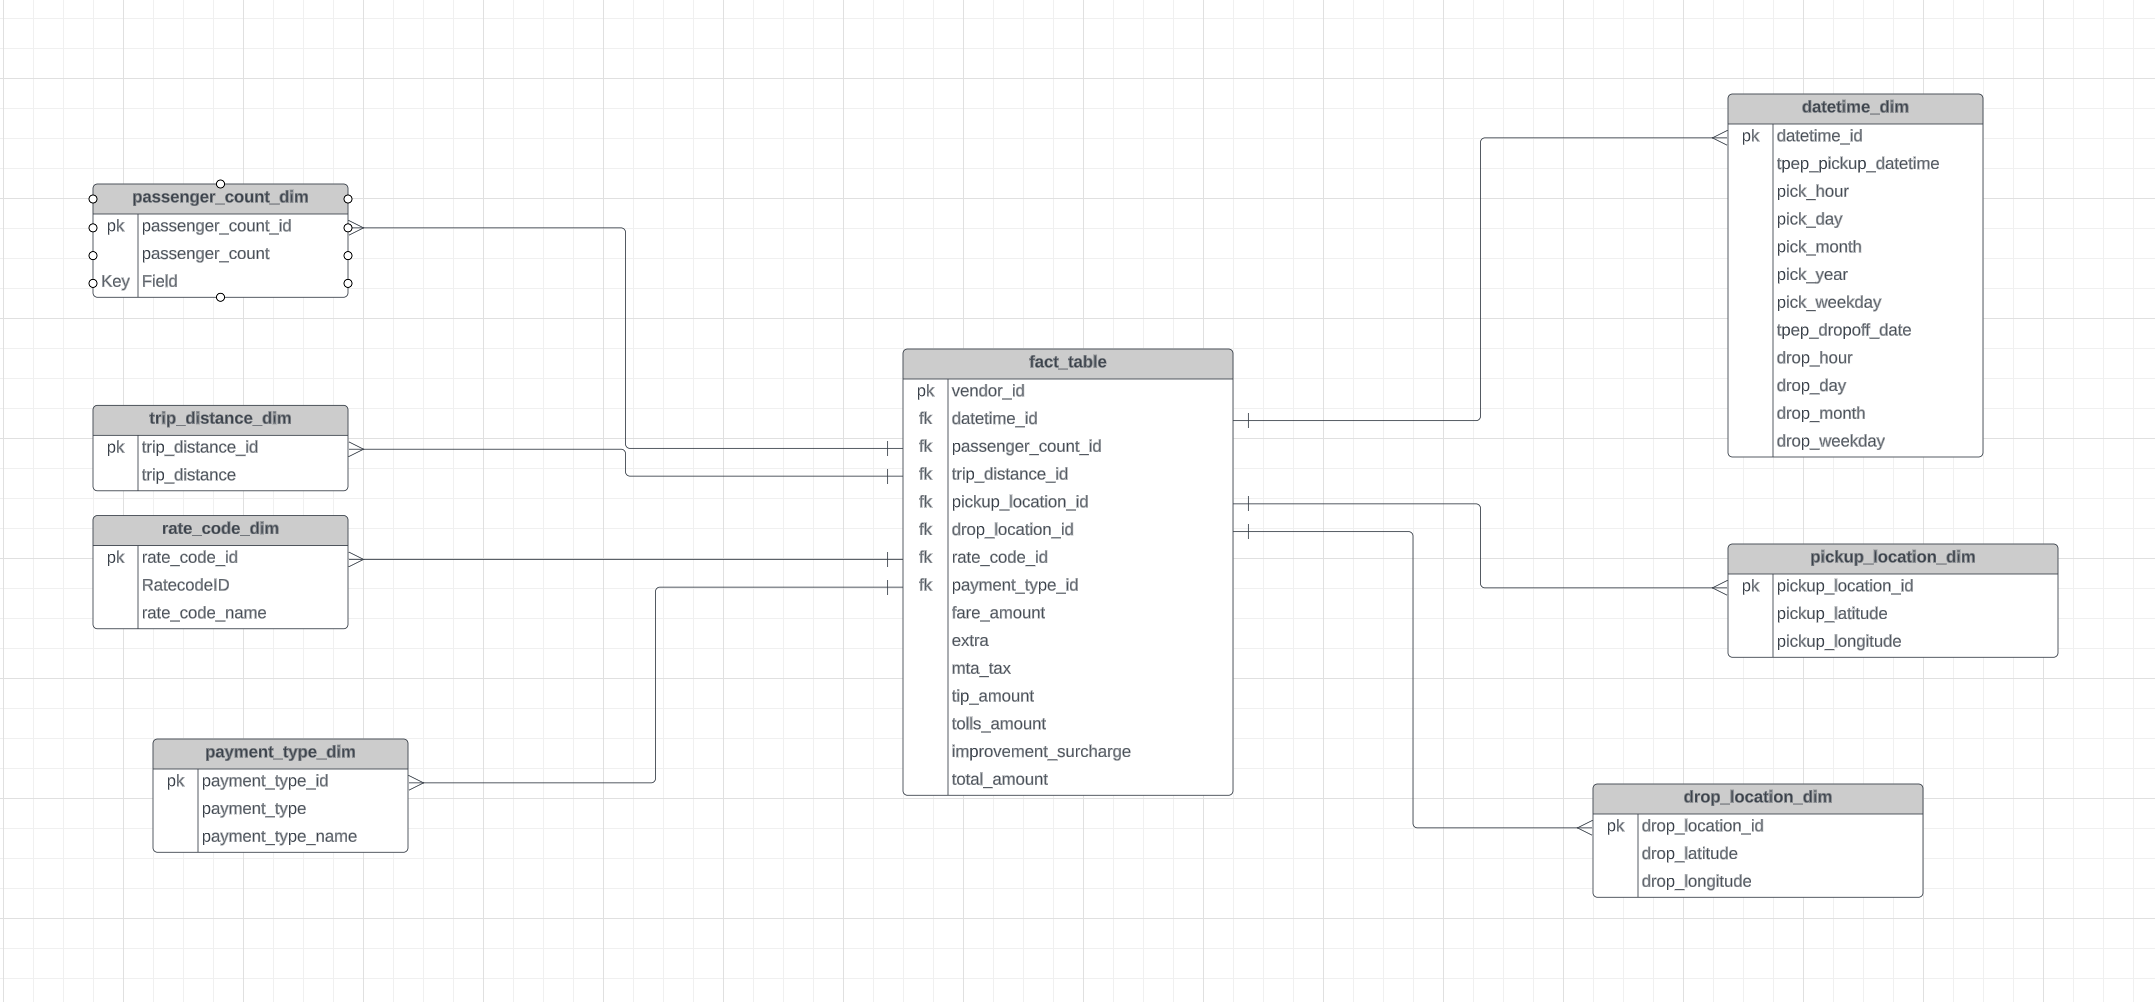 passenger_count_dim
pk passenger_count_id
passenger_count
Key Field
trip_distance_dim
pk trip_distance_id
trip_distance
rate_code_dim
pk rate_code_id
RatecodeID
rate_code_name
payment_type_dim
pk payment_type_id
payment_type
payment_type_name
fact_table
pk vendor_id
fk datetime_id
fk passenger_count_id
fk trip_distance_id
fk pickup_location_id
fk drop_location_id
fk rate_code_id
fk payment_type_id
fare_amount
extra
mta_tax
tip_amount
tolls_amount
improvement_surcharge
total_amount
datetime_dim
pk datetime_id
tpep_pickup_datetime
pick_hour
pick_day
pick_month
pick_year
pick_weekday
tpep_dropoff_date
drop_hour
drop_day
drop_month
drop_weekday
pickup_location_dim
pk pickup_location_id
pickup_latitude
pickup_longitude
drop_location_dim
pk drop_location_id
drop_latitude
drop_longitude